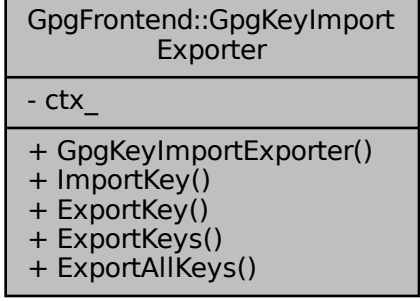 GpgFrontend::GpgKeyImport
Exporter
- ctx_
+ GpgKeyImportExporter()
+ ImportKey()
+ ExportKey()
+ ExportKeys()
+ ExportAllKeys()